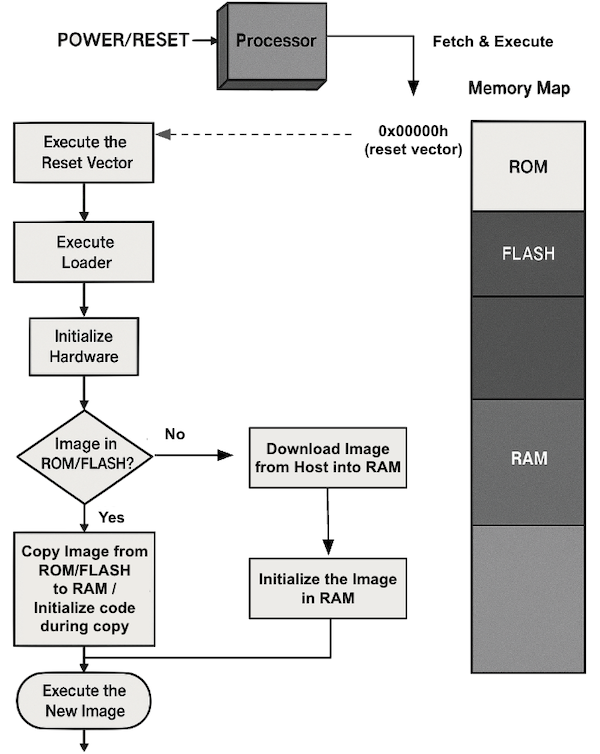 POWER/RESET
Processor
Fetch & Execute
Memory Map
0x00000h
(reset vector)
Execute the
Reset Vector
ROM
Execute
Loader
FLASH
Initialize
Hardware
Image in
ROM/FLASH?
No
Download Image
from Host into RAM
RAM
Yes
Copy Image from
ROM/FLASH
to RAM /
Initialize code
during copy
Initialize the Image
in RAM
Execute the
New Image